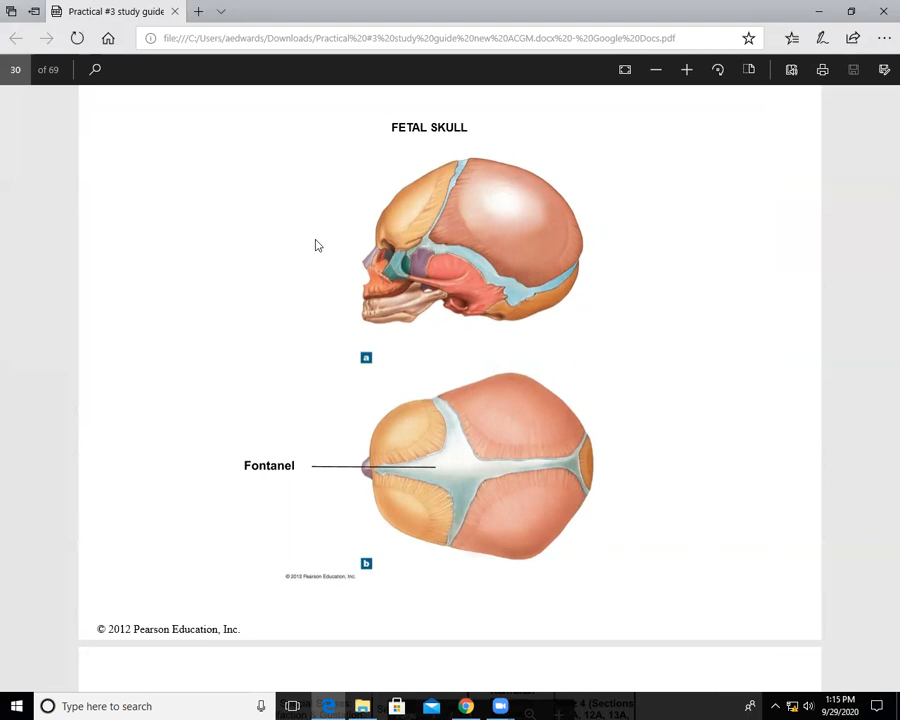 Practical #3 study guide
file:///C:/Users/aedwards/Downloads/Practical%20#3%20study%20guide%20new%20ACGM.docx%20-%20Google%20Docs.pdf
30 of 69
FETAL SKULL
a
Fontanel
b
© 2012 Pearson Education, Inc.
© 2012 Pearson Education, Inc.
Type here to search
1:15 PM
9/29/2020